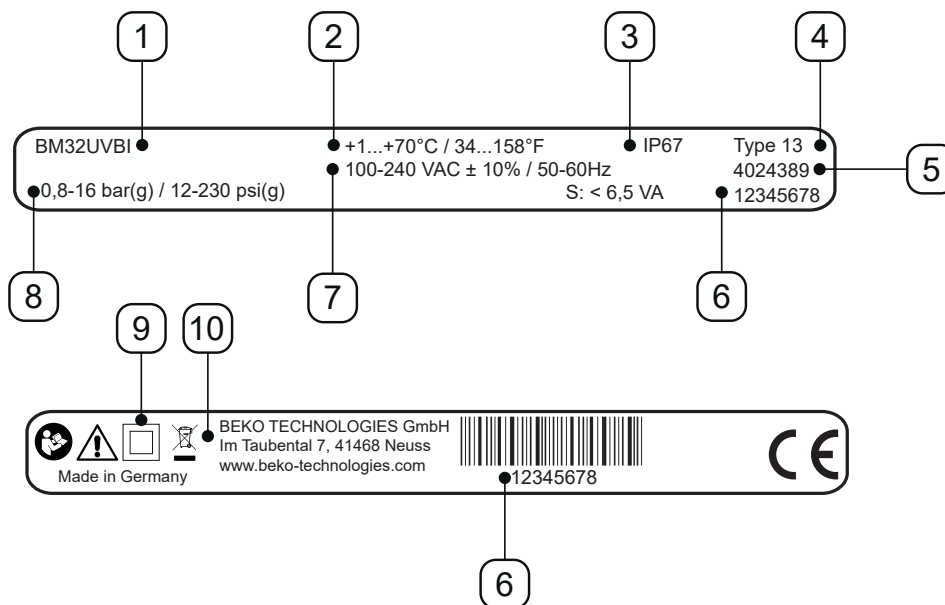 1 2 3 4
BM32UVBI +1...+70°C / 34...158°F IP67 Type 13
100-240 VAC ± 10% / 50-60Hz 4024389 5
0,8-16 bar(g) / 12-230 psi(g) S: < 6,5 VA 12345678
8 7 6
9 10
BEKO TECHNOLOGIES GmbH
Im Taubental 7, 41468 Neuss
www.beko-technologies.com
Made in Germany
12345678
CE
6